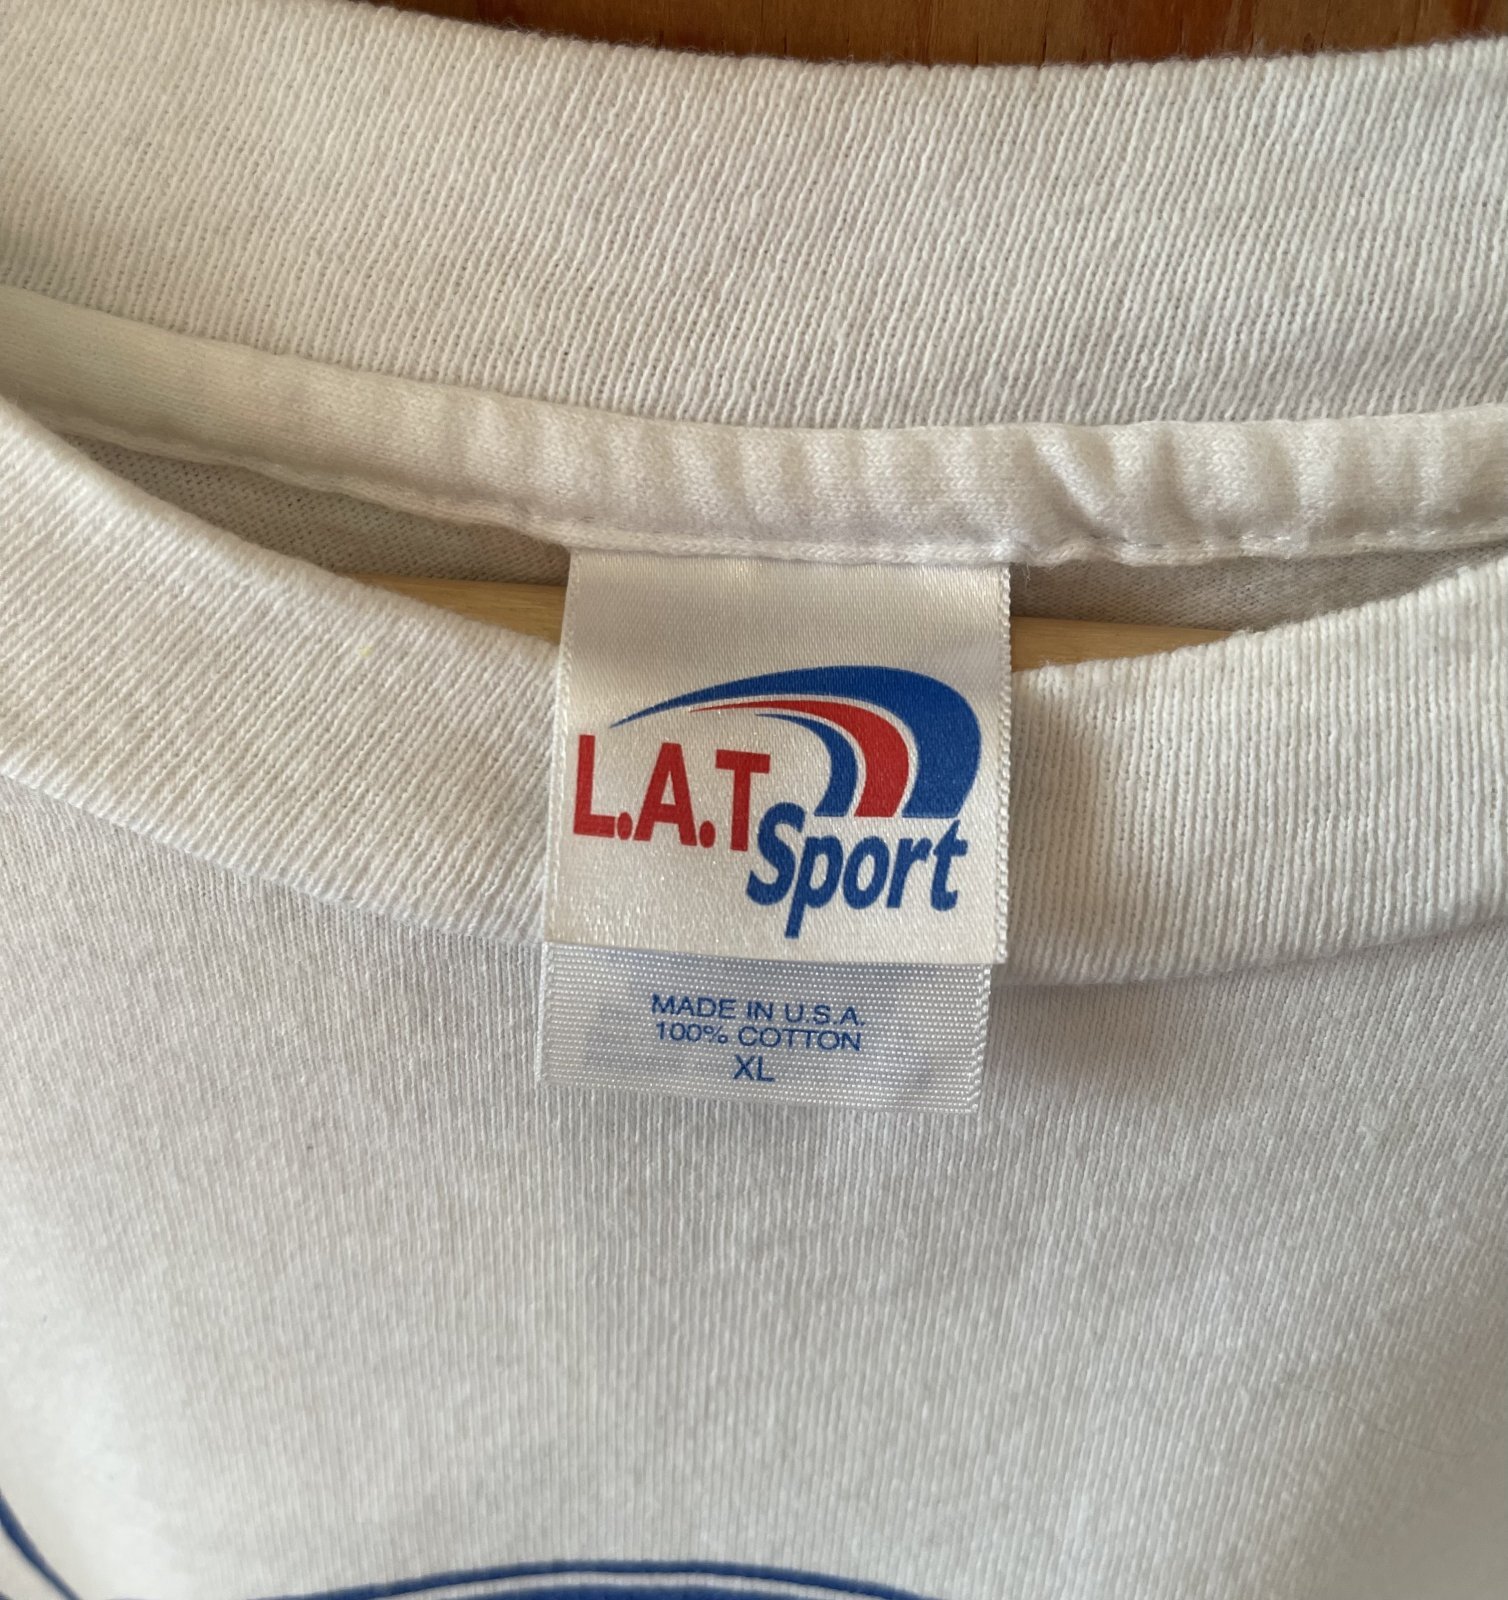 L.A.T
Sport
MADE IN U.S.A.
100% COTTON
XL